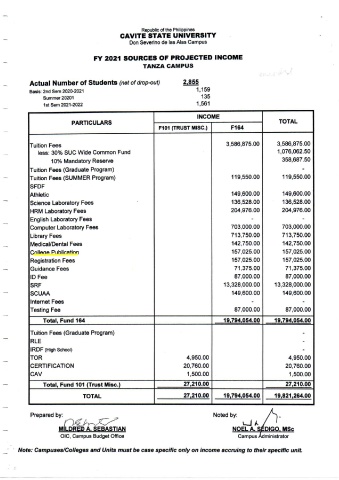 Republic of the Philippines
CAVITE STATE UNIVERSITY
Don Severino de las Alas Campus
FY 2021 SOURCES OF PROJECTED INCOME
TANZA CAMPUS
Actual Number of Students (net of drop-out) 2,855
Basis: 2nd Sem 2020-2021 1,159
Summer 20201 135
1st Sem 2021-2022 1,561
PARTICULARS INCOME TOTAL
F101 (TRUST MISC.) F164
Tuition Fees 3,586,875.00 3,586,875.00
less: 30% SUC Wide Common Fund 1,076,062.50
10% Mandatory Reserve 358,687.50
Tuition Fees (Graduate Program) -
Tuition Fees (SUMMER Program) 119,550.00 119,550.00
SFDF
Athletic 149,600.00 149,600.00
Science Laboratory Fees 136,528.00 136,528.00
HRM Laboratory Fees 204,976.00 204,976.00
English Laboratory Fees - -
Computer Laboratory Fees 703,000.00 703,000.00
Library Fees 713,750.00 713,750.00
Medical/Dental Fees 142,750.00 142,750.00
College Publication 157,025.00 157,025.00
Registration Fees 157,025.00 157,025.00
Guidance Fees 71,375.00 71,375.00
ID Fee 87,000.00 87,000.00
SRF 13,328,000.00 13,328,000.00
SCUAA 149,600.00 149,600.00
Internet Fees - -
Testing Fee 87,000.00 87,000.00
Total, Fund 164 19,794,054.00 19,794,054.00
Tuition Fees (Graduate Program) -
RLE -
IRDF (High School) -
TOR 4,950.00 4,950.00
CERTIFICATION 20,760.00 20,760.00
CAV 1,500.00 1,500.00
Total, Fund 101 (Trust Misc.) 27,210.00 27,210.00
TOTAL 27,210.00 19,794,054.00 19,821,264.00
Prepared by: Noted by:
MILDRED A. SEBASTIAN NOEL A. SEDIGO, MSc
OIC, Campus Budget Office Campus Administrator
Note: Campuses/Colleges and Units must be case specific only on income accruing to their specific unit.